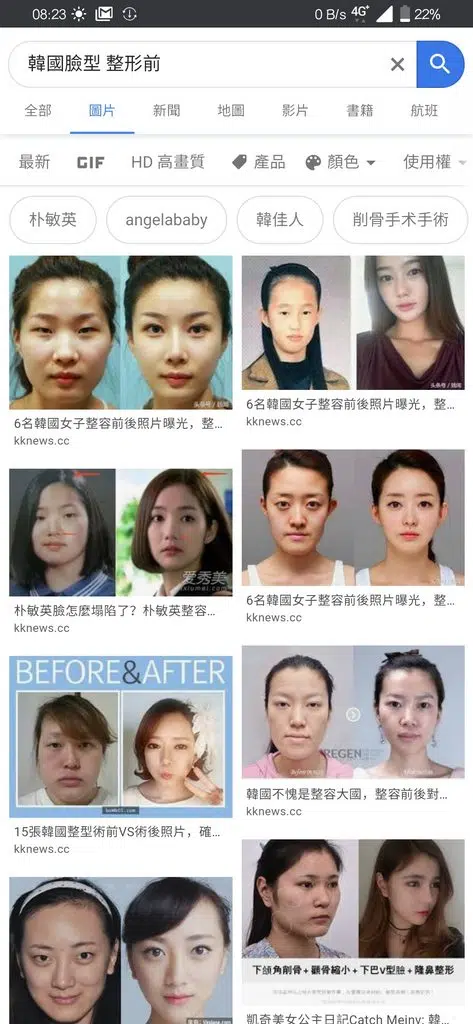 08:23
0 B/s 4G+ 22%
韓國臉型 整形前
全部 圖片 新聞 地圖 影片 書籍 航班
最新 GIF HD 高畫質 產品 顏色 使用權
朴敏英 angelababy 韓佳人 削骨手术手術
头条号 /
6名韓國女子整容前後照片曝光，整…
kknews.cc
头条号 /
6名韓國女子整容前後照片曝光，整…
kknews.cc
爱秀美
xiumei.com
朴敏英臉怎麼塌陷了？朴敏英整容…
kknews.cc
6名韓國女子整容前後照片曝光，整…
kknews.cc
BEFORE&AFTER
15張韓國整型術前VS術後照片，確…
kknews.cc
REGEN
韓國不愧是整容大國，整容前後對…
kknews.cc
下頜角削骨+顴骨縮小+下巴V型臉+隆鼻整形
凱奇美女公主日記Catch Meiny: 韓…